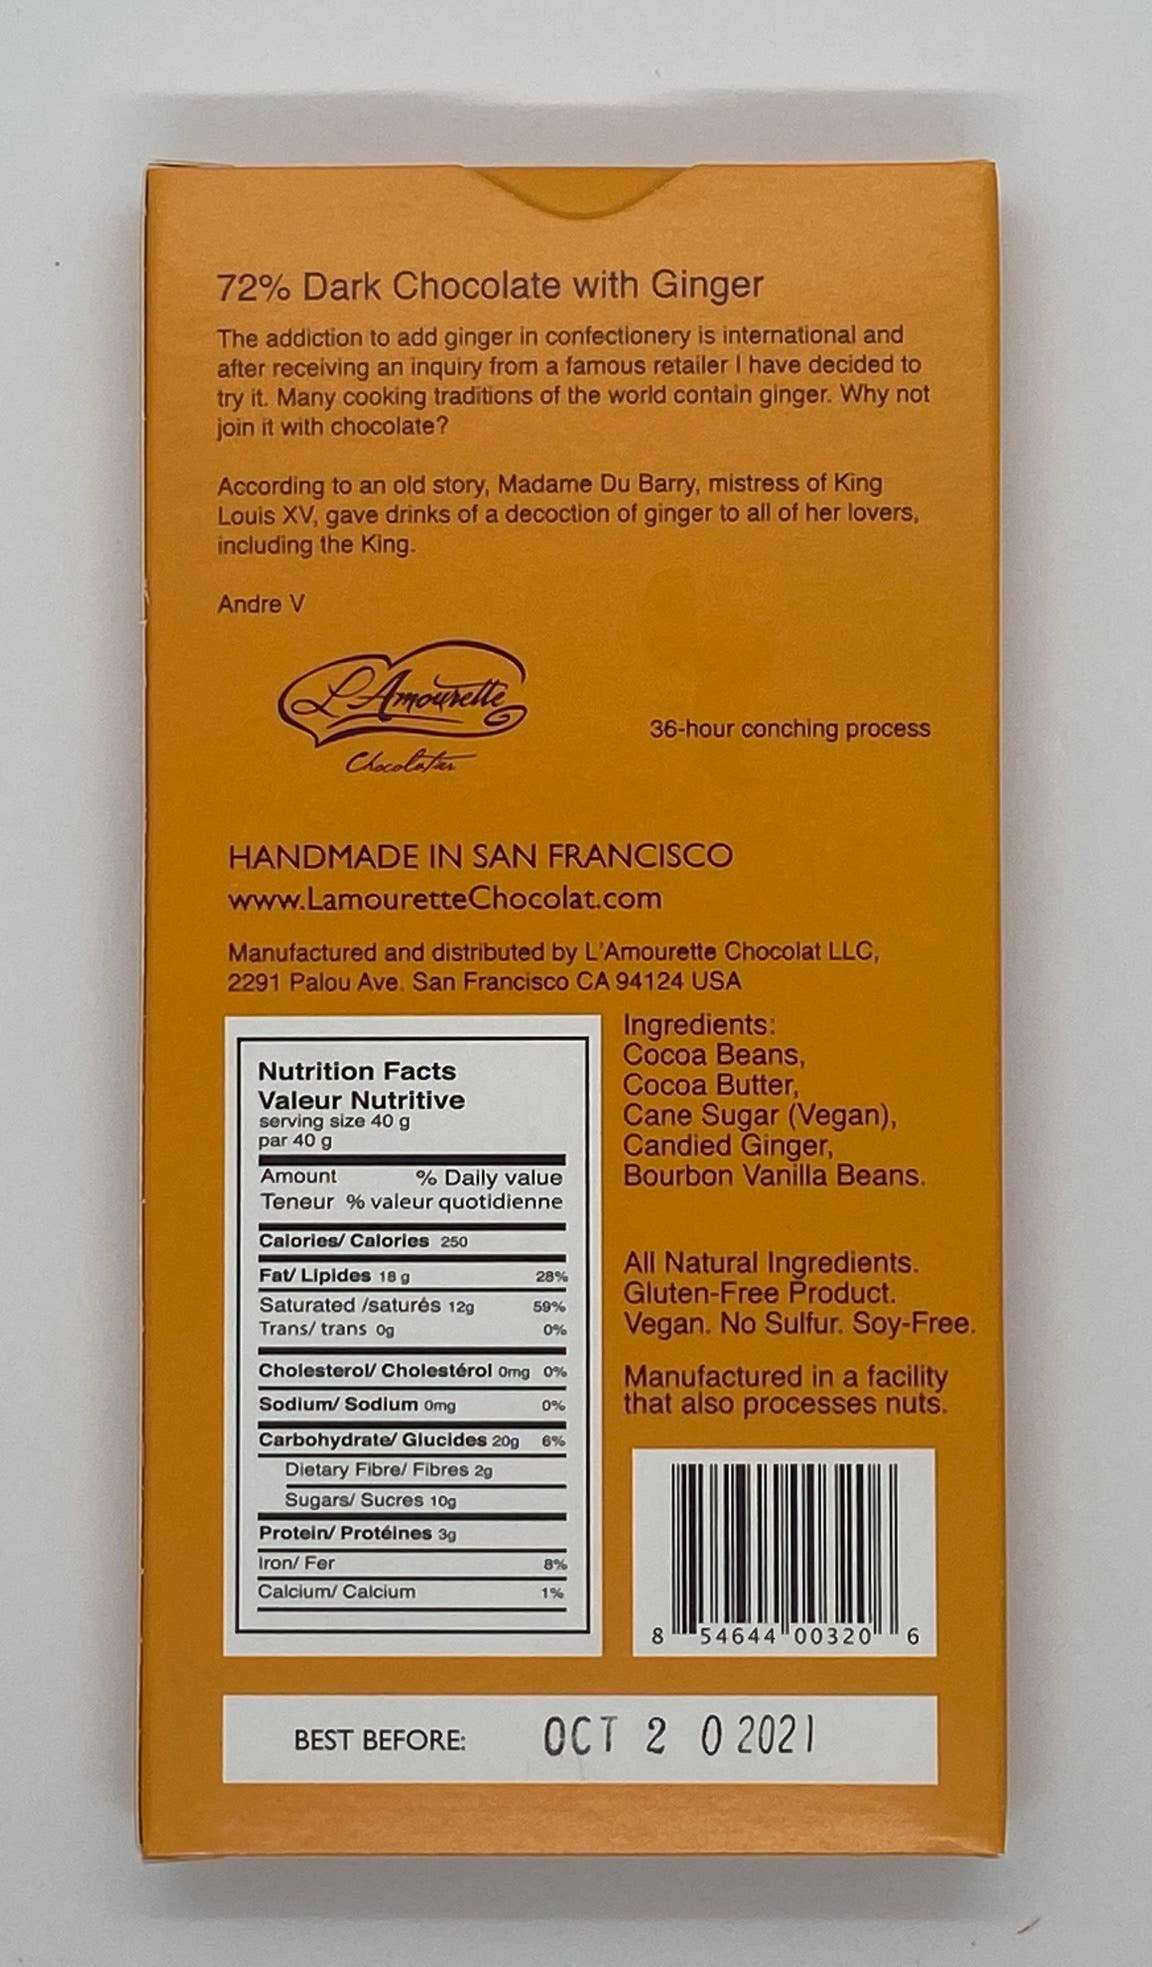 72% Dark Chocolate with Ginger
The addiction to add ginger in confectionery is international and
after receiving an inquiry from a famous retailer I have decided to
try it. Many cooking traditions of the world contain ginger. Why not
join it with chocolate?
According to an old story, Madame Du Barry, mistress of King
Louis XV, gave drinks of a decoction of ginger to all of her lovers,
including the King.
Andre V
L'Amourette
Chocolatier
36-hour conching process
HANDMADE IN SAN FRANCISCO
www.LamouretteChocolat.com
Manufactured and distributed by L'Amourette Chocolat LLC,
2291 Palou Ave. San Francisco CA 94124 USA
Nutrition Facts
Valeur Nutritive
serving size 40 g
par 40 g
Amount % Daily value
Teneur % valeur quotidienne
Calories/ Calories 250
Fat/ Lipides 18 g 28%
Saturated /saturés 12g 59%
Trans/ trans 0g 0%
Cholesterol/ Cholestérol 0mg 0%
Sodium/ Sodium 0mg 0%
Carbohydrate/ Glucides 20g 6%
Dietary Fibre/ Fibres 2g
Sugars/ Sucres 10g
Protein/ Protéines 3g
Iron/ Fer 8%
Calcium/ Calcium 1%
Ingredients:
Cocoa Beans,
Cocoa Butter,
Cane Sugar (Vegan),
Candied Ginger,
Bourbon Vanilla Beans.
All Natural Ingredients.
Gluten-Free Product.
Vegan. No Sulfur. Soy-Free.
Manufactured in a facility
that also processes nuts.
8 54644 00320 6
BEST BEFORE: OCT 2 0 2021